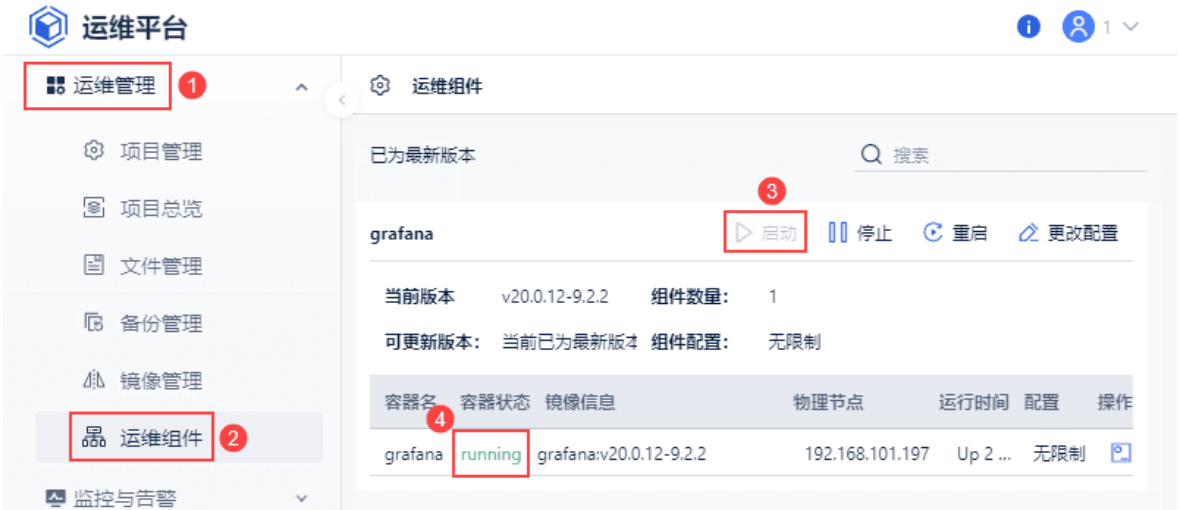 运维平台
1
运维管理 1
运维组件
项目管理
已为最新版本
搜索
项目总览
3
grafana
启动
停止
重启
更改配置
文件管理
当前版本 v20.0.12-9.2.2 组件数量: 1
备份管理
可更新版本: 当前已为最新版本 组件配置: 无限制
镜像管理
容器名 容器状态 镜像信息 物理节点 运行时间 配置 操作
4
运维组件 2
grafana running grafana:v20.0.12-9.2.2 192.168.101.197 Up 2 ... 无限制
监控与告警